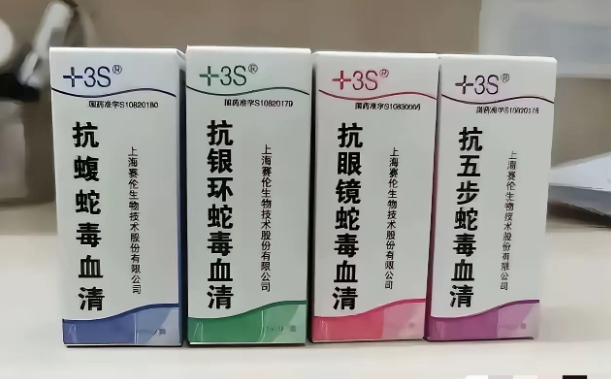 +3S®
国药准字S10820180
抗蝮蛇毒血清
上海赛伦生物技术股份有限公司
+3S®
国药准字S10820179
抗银环蛇毒血清
上海赛伦生物技术股份有限公司
+3S®
抗眼镜蛇毒血清
上海赛伦生物技术股份有限公司
+3S®
抗五步蛇毒血清
上海赛伦生物技术股份有限公司